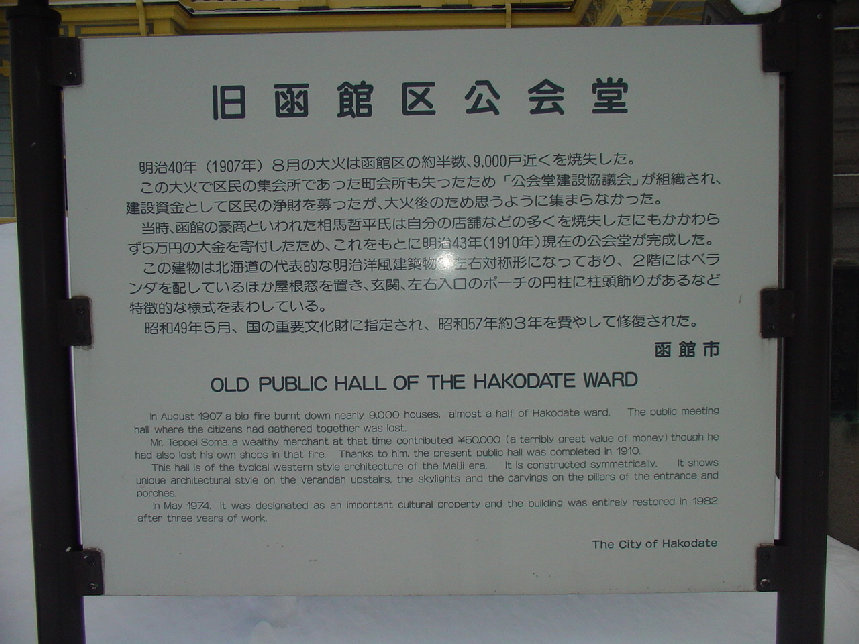 旧函館区公会堂
明治40年（1907年）８月の大火は函館区の約半数、9,000戸近くを焼失した。
この大火で区民の集会所であった町会所も失ったため「公会堂建設協議会」が組織され、
建設資金として区民の浄財を募ったが、大火後のため思うように集まらなかった。
当時、函館の豪商といわれた相馬哲平氏は自分の店舗などの多くを焼失したにもかかわら
ず５万円の大金を寄付したため、これをもとに明治43年(1910年)現在の公会堂が完成した。
この建物は北海道の代表的な明治洋風建築物 左右対称形になっており、２階にはベラ
ンダを配しているほか屋根窓を置き、玄関、左右入口のポーチの円柱に柱頭飾りがあるなど
特徴的な様式を表わしている。
昭和49年５月、国の重要文化財に指定され、昭和57年約３年を費やして修復された。
函館市
OLD PUBLIC HALL OF THE HAKODATE WARD
In August 1907 a big fire burnt down nearly 9,000 houses, almost a half of Hakodate ward. The public meeting
hall where the citizens had gathered together was lost.
Mr. Teppei Soma a wealthy merchant at that time contributed ¥50,000 (a terribly great value of money) though he
had also lost his own shops in that fire. Thanks to him, the present public hall was completed in 1910.
This hall is of the typical western style architecture of the Meiji era. It is constructed symmetrically. It shows
unique architectural style on the verandah upstairs, the skylights and the carvings on the pillars of the entrance and
porches.
In May 1974, it was designated as an important cultural property and the building was entirely restored in 1982
after three years of work.
The City of Hakodate